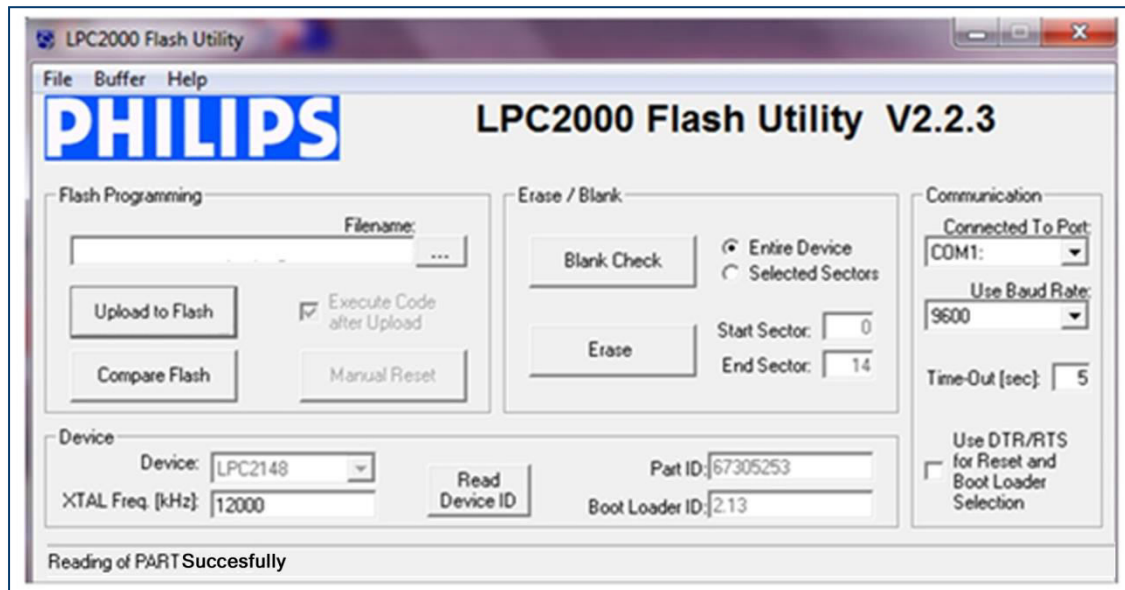 LPC2000 Flash Utility
File Buffer Help
PHILIPS
LPC2000 Flash Utility V2.2.3
Flash Programming
Filename:
...
Upload to Flash
Execute Code
after Upload
Compare Flash
Manual Reset
Erase / Blank
Blank Check
Entire Device
Selected Sectors
Erase
Start Sector: 0
End Sector: 14
Communication
Connected To Port:
COM1:
Use Baud Rate:
9600
Time-Out [sec]: 5
Use DTR/RTS
for Reset and
Boot Loader
Selection
Device
Device: LPC2148
XTAL Freq. [kHz]: 12000
Read
Device ID
Part ID: 67305253
Boot Loader ID: 2.13
Reading of PART Succesfully